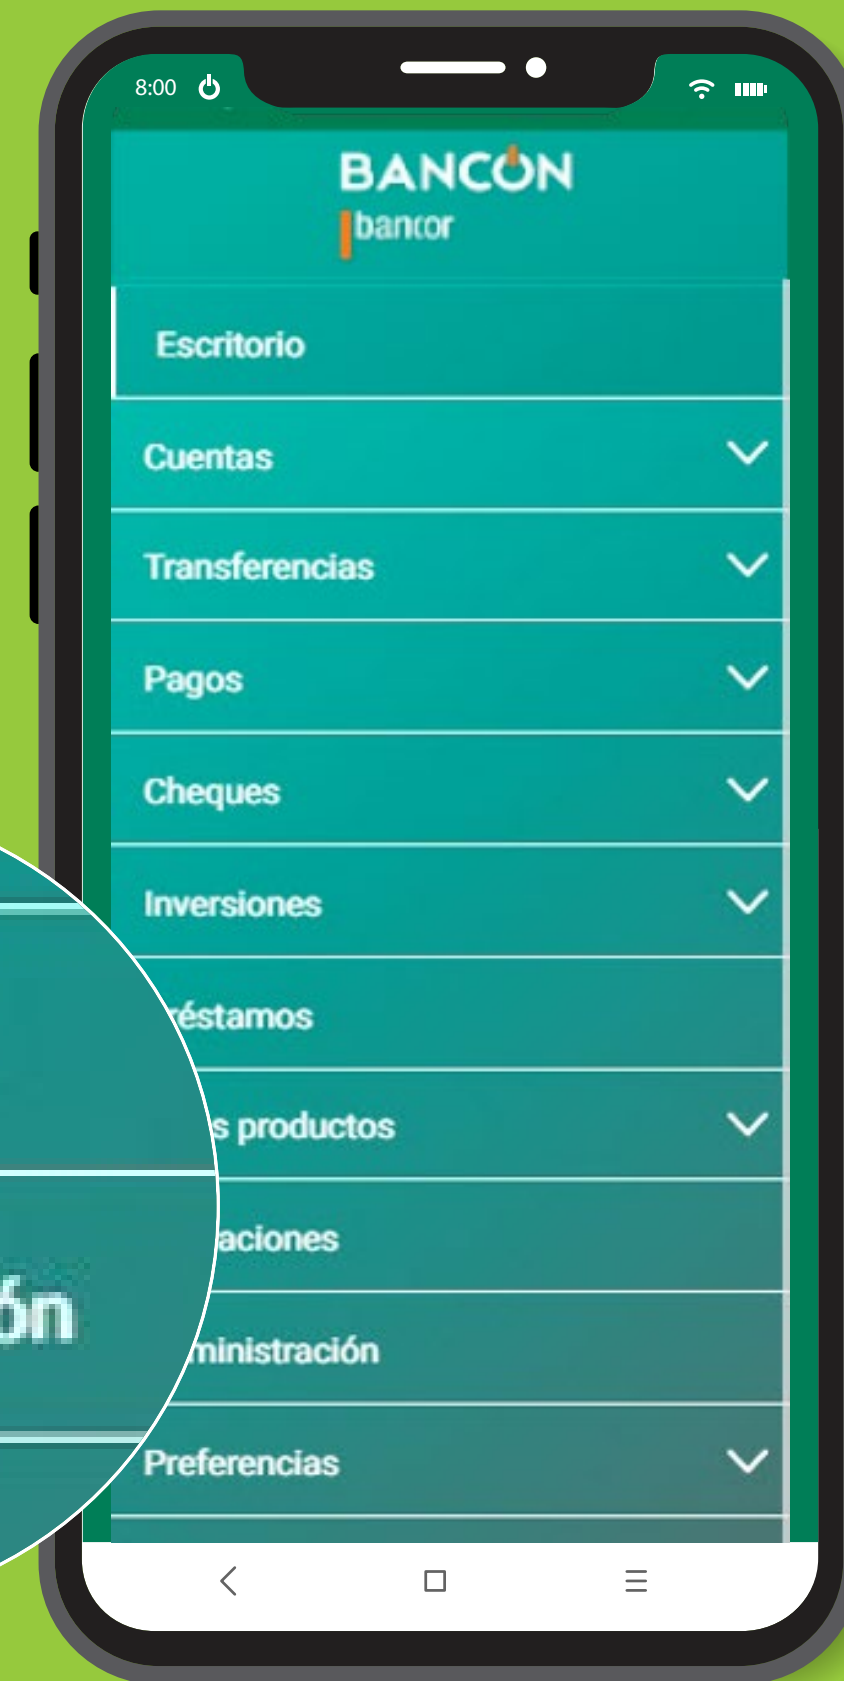 8:00
BANCÓN
bancor
Escritorio
Cuentas
Transferencias
Pagos
Cheques
Inversiones
réstamos
s productos
aciones
ón
ministración
Preferencias